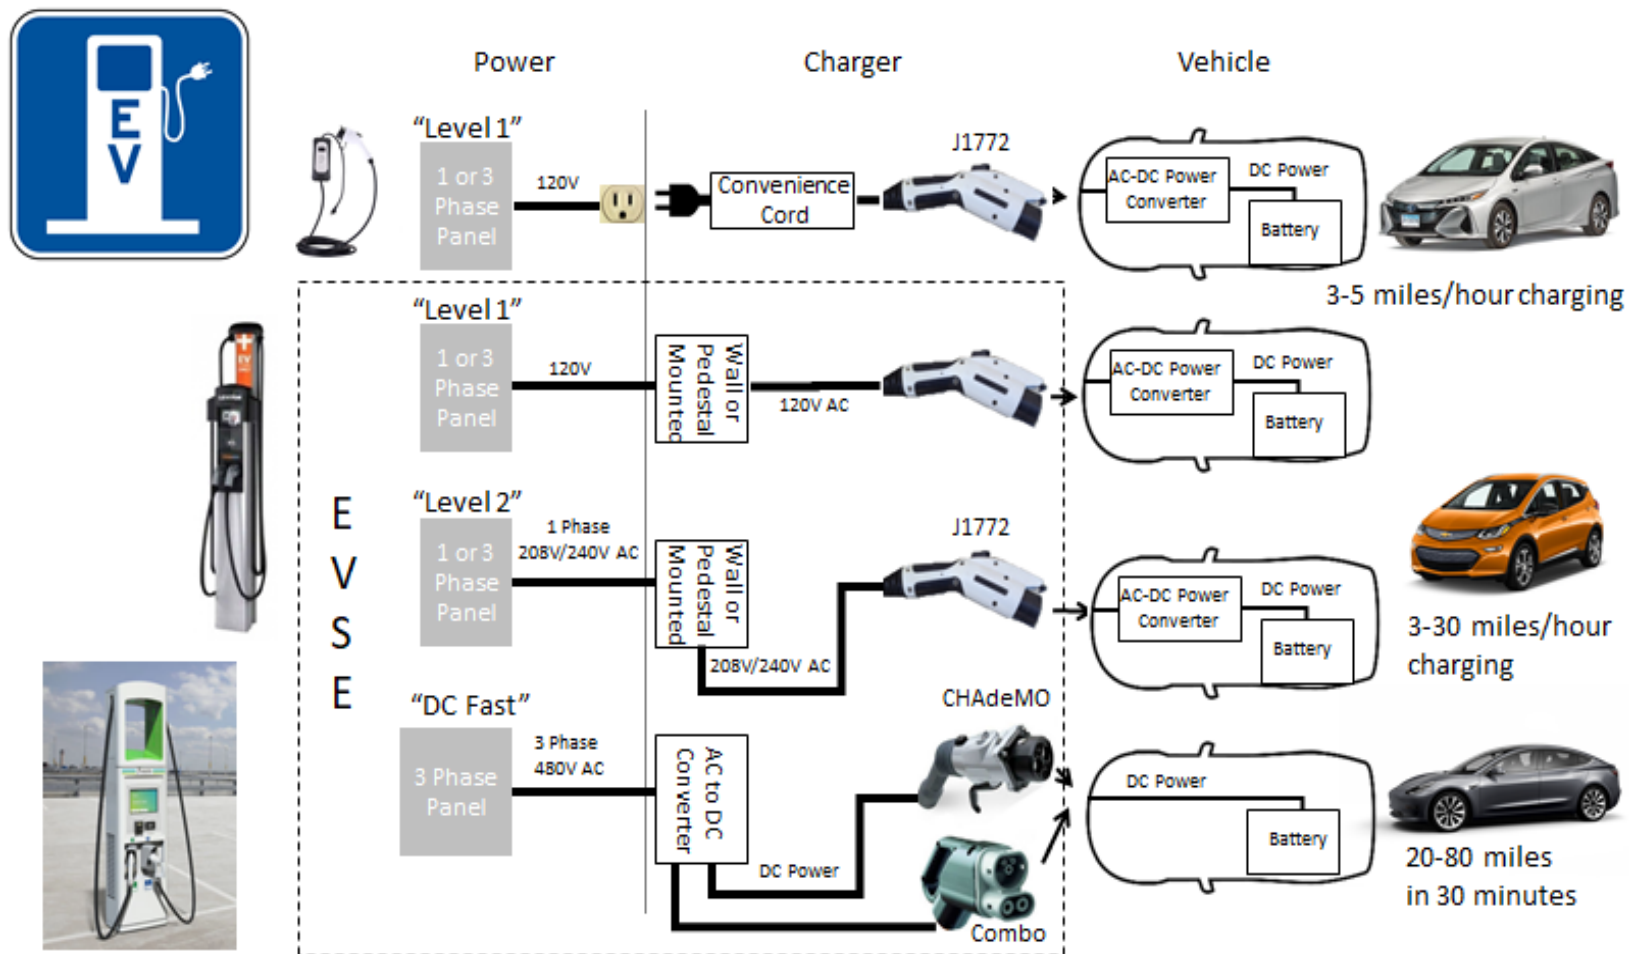 E
V
Power
Charger
Vehicle
“Level 1”
1 or 3
Phase
Panel
120V
Convenience
Cord
J1772
AC-DC Power
Converter
DC Power
Battery
3-5 miles/hour charging
“Level 1”
1 or 3
Phase
Panel
120V
Wall or
Pedestal
Mounted
120V AC
AC-DC Power
Converter
DC Power
Battery
EVSE
“Level 2”
1 or 3
Phase
Panel
1 Phase
208V/240V AC
Wall or
Pedestal
Mounted
208V/240V AC
J1772
AC-DC Power
Converter
DC Power
Battery
3-30 miles/hour
charging
“DC Fast”
3 Phase
Panel
3 Phase
480V AC
AC to DC
Converter
DC Power
CHAdeMO
Combo
DC Power
Battery
20-80 miles
in 30 minutes